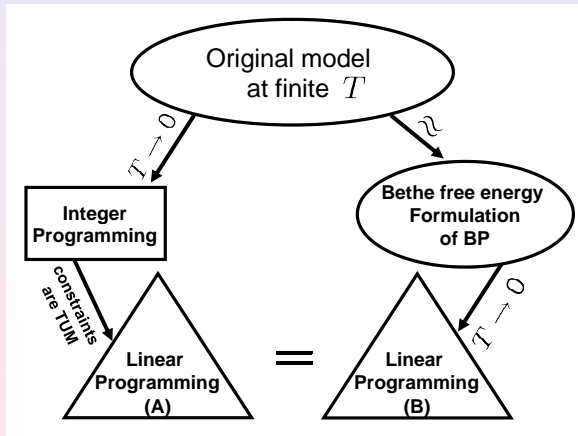 Original model
at finite T
T → 0
≈
Integer
Programming
Bethe free energy
Formulation
of BP
constraints
are TUM
T → 0
Linear
Programming
(A)
=
Linear
Programming
(B)